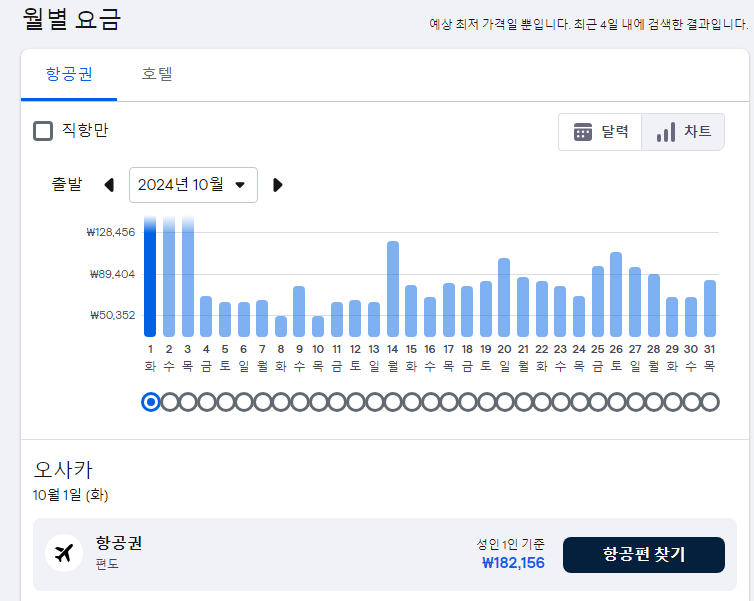 월별 요금
예상 최저 가격일 뿐입니다. 최근 4일 내에 검색한 결과입니다.
항공권 호텔
직항만
달력 차트
출발 2024년 10월
₩128,456
₩89,404
₩50,352
1 2 3 4 5 6 7 8 9 10 11 12 13 14 15 16 17 18 19 20 21 22 23 24 25 26 27 28 29 30 31
화 수 목 금 토 일 월 화 수 목 금 토 일 월 화 수 목 금 토 일 월 화 수 목 금 토 일 월 화 수 목
오사카
10월 1일 (화)
항공권
편도
성인 1인 기준
₩182,156
항공편 찾기